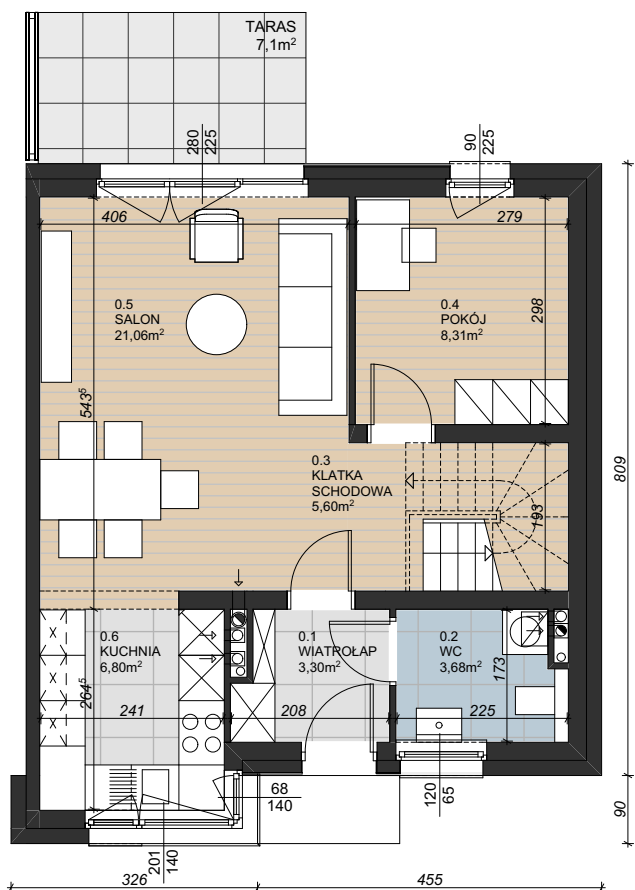 TARAS
7,1m²
280
225
90
225
406
279
0.5
SALON
21,06m²
0.4
POKÓJ
8,31m²
298
543⁵
809
0.3
KLATKA
SCHODOWA
5,60m²
193
0.6
KUCHNIA
6,80m²
0.1
WIATROŁAP
3,30m²
0.2
WC
3,68m²
173
264⁵
241
208
225
68
140
120
65
90
201
140
326
455